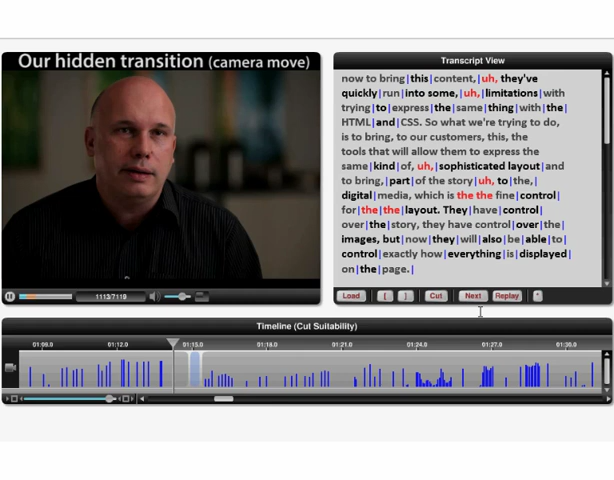 Our hidden transition (camera move)
1113/7119
Transcript View
now to bring|this|content,|uh, they've
quickly|run|into some,|uh,|limitations|with
trying|to|express|the|same|thing|with|the|
HTML|and|CSS. So what we're trying to do,
is to bring, to our customers, this, the
tools that will allow them to express the
same|kind|of, uh,|sophisticated layout|and
to bring,|part|of the story|uh, to|the,|
digital|media, which is the the fine|control|
for|the|the|layout. They|have|control|
over|the|story, they have control|over|the|
images, but|now|they|will|also|be|able|to|
control|exactly how|everything|is|displayed|
on|the|page.|
Load [ ] Cut Next Replay *
Timeline (Cut Suitability)
01:09.0 01:12.0 01:15.0 01:18.0 01:21.0 01:24.0 01:27.0 01:30.0